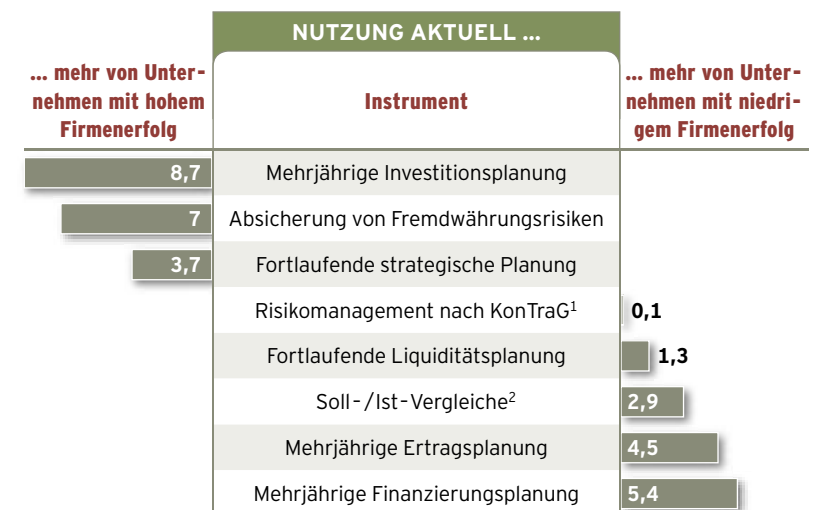 NUTZUNG AKTUELL ...
... mehr von Unter-
nehmen mit hohem
Firmenerfolg
Instrument
... mehr von Unter-
nehmen mit niedri-
gem Firmenerfolg
8,7 Mehrjährige Investitionsplanung
7 Absicherung von Fremdwährungsrisiken
3,7 Fortlaufende strategische Planung
Risikomanagement nach KonTraG¹ 0,1
Fortlaufende Liquiditätsplanung 1,3
Soll-/Ist-Vergleiche² 2,9
Mehrjährige Ertragsplanung 4,5
Mehrjährige Finanzierungsplanung 5,4